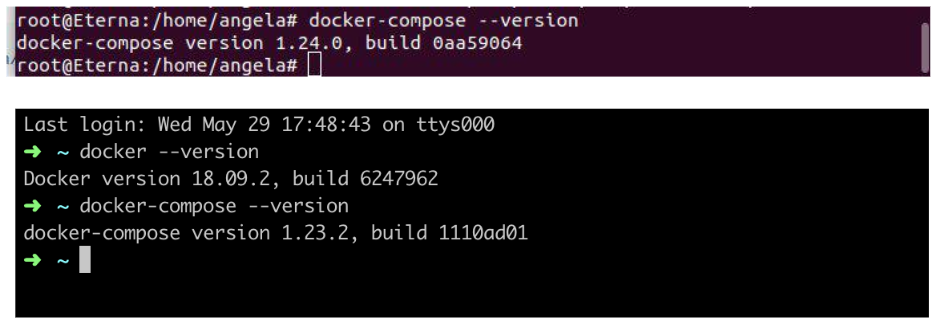 root@Eterna:/home/angela# docker-compose --version
docker-compose version 1.24.0, build 0aa59064
root@Eterna:/home/angela#
Last login: Wed May 29 17:48:43 on ttys000
➜ ~ docker --version
Docker version 18.09.2, build 6247962
➜ ~ docker-compose --version
docker-compose version 1.23.2, build 1110ad01
➜ ~